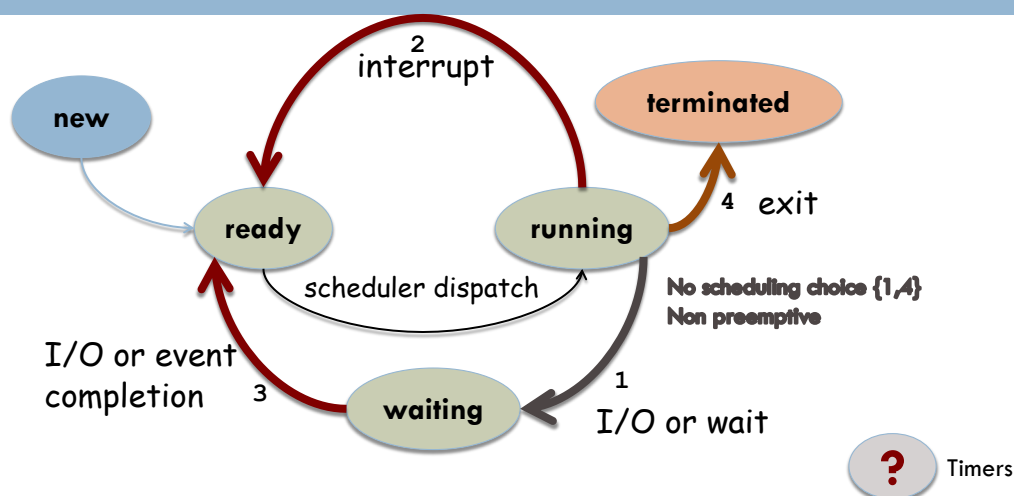 2
interrupt
new
terminated
ready
running
4 exit
scheduler dispatch
No scheduling choice {1,4}
Non preemptive
I/O or event
completion
3
waiting
1
I/O or wait
?
Timers